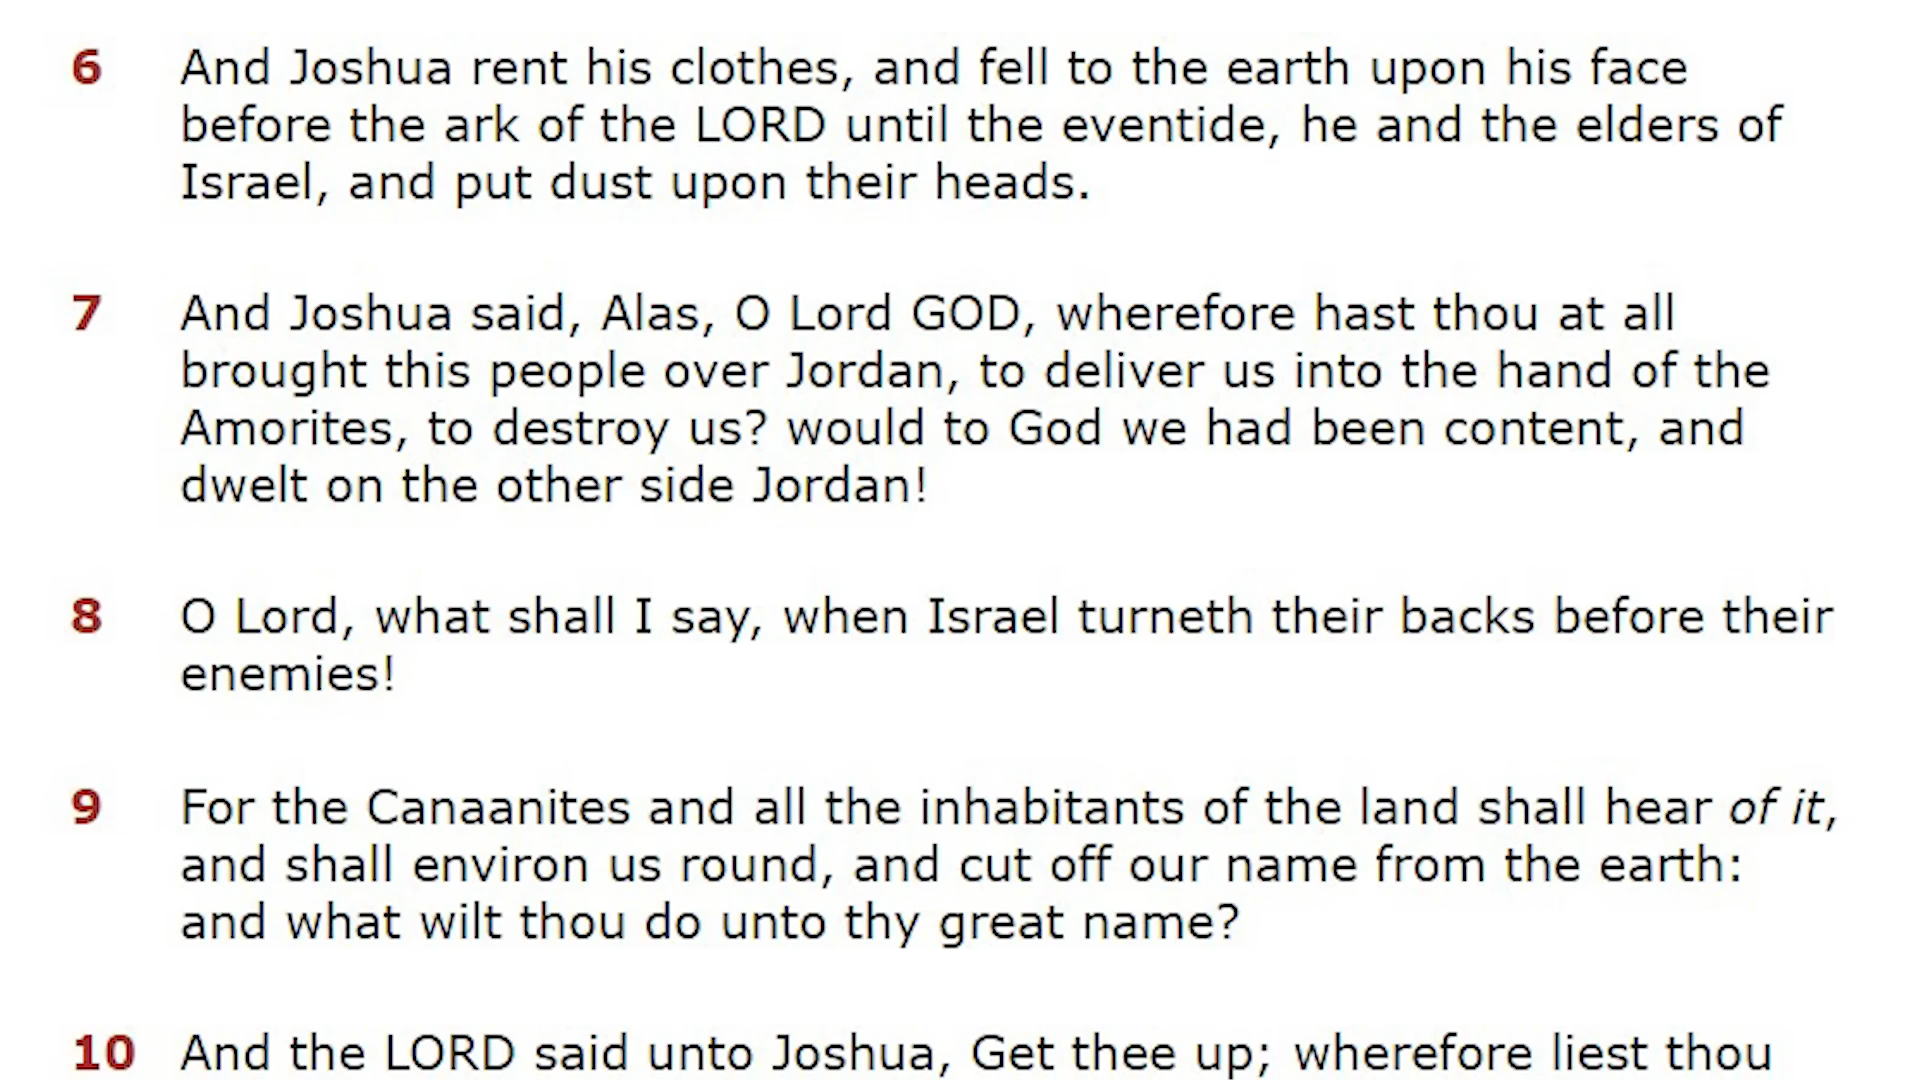 6 And Joshua rent his clothes, and fell to the earth upon his face
before the ark of the LORD until the eventide, he and the elders of
Israel, and put dust upon their heads.
7 And Joshua said, Alas, O Lord GOD, wherefore hast thou at all
brought this people over Jordan, to deliver us into the hand of the
Amorites, to destroy us? would to God we had been content, and
dwelt on the other side Jordan!
8 O Lord, what shall I say, when Israel turneth their backs before their
enemies!
9 For the Canaanites and all the inhabitants of the land shall hear of it,
and shall environ us round, and cut off our name from the earth:
and what wilt thou do unto thy great name?
10 And the LORD said unto Joshua, Get thee up; wherefore liest thou